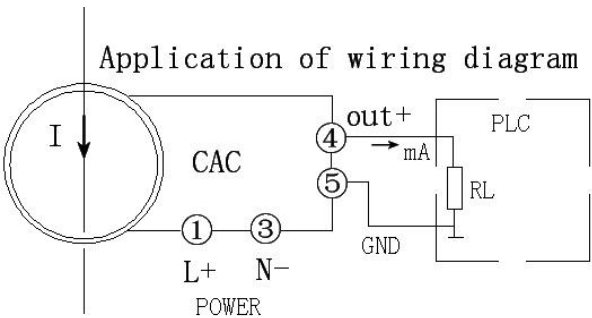 Application of wiring diagram
I
CAC
④ out+
mA
PLC
⑤
RL
GND
① ③
L+ N-
POWER